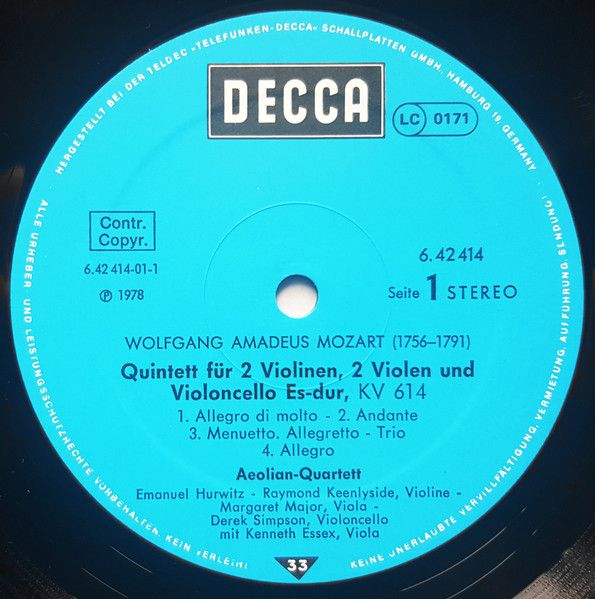 HERGESTELLT BEI DER TELDEC »TELEFUNKEN-DECCA« SCHALLPLATTEN GMBH, HAMBURG 19, GERMANY ·
DECCA
LC 0171
Contr.
Copyr.
6.42 414-01-1
℗ 1978
6.42 414
Seite 1 STEREO
WOLFGANG AMADEUS MOZART (1756–1791)
Quintett für 2 Violinen, 2 Violen und
Violoncello Es-dur, KV 614
1. Allegro di molto - 2. Andante
3. Menuetto. Allegretto - Trio
4. Allegro
Aeolian-Quartett
Emanuel Hurwitz - Raymond Keenlyside, Violine -
Margaret Major, Viola -
Derek Simpson, Violoncello
mit Kenneth Essex, Viola
33
ALLE URHEBER- UND LEISTUNGSSCHUTZRECHTE VORBEHALTEN. KEIN VERLEIH!
KEINE UNERLAUBTE VERVIELFÄLTIGUNG, VERMIETUNG, AUFFÜHRUNG, SENDUNG!